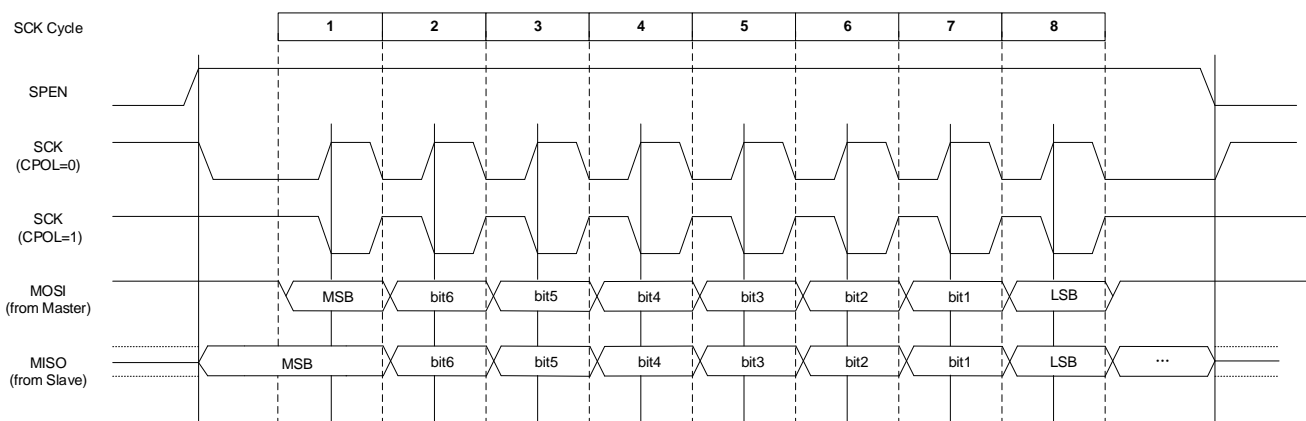 SCK Cycle 1 2 3 4 5 6 7 8
SPEN
SCK
(CPOL=0)
SCK
(CPOL=1)
MOSI
(from Master)
MSB bit6 bit5 bit4 bit3 bit2 bit1 LSB
MISO
(from Slave)
MSB bit6 bit5 bit4 bit3 bit2 bit1 LSB ...